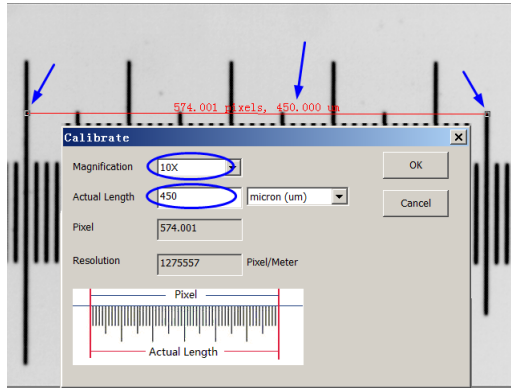 574.001 pixels, 450.000 um
Calibrate
Magnification 10X OK
Actual Length 450 micron (um) Cancel
Pixel 574.001
Resolution 1275557 Pixel/Meter
Pixel
Actual Length